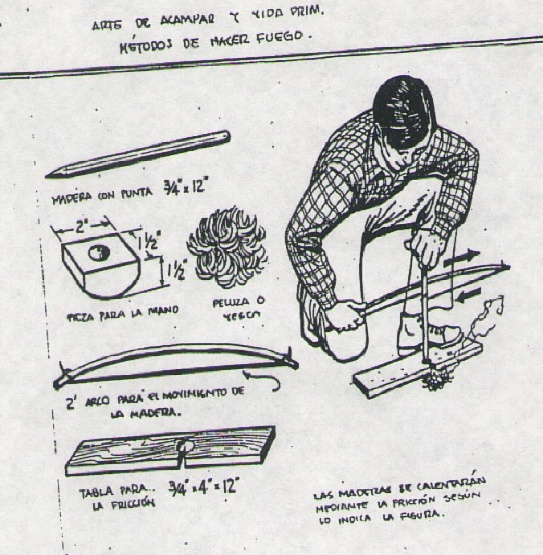 ARTE DE ACAMPAR Y VIDA PRIM.
MÉTODOS DE HACER FUEGO.
MADERA CON PUNTA 3/4" x 12"
2"
1 1/2"
1 1/2"
PIEZA PARA LA MANO
PELUZA O
YESCA
2' ARCO PARA EL MOVIMIENTO DE
LA MADERA.
TABLA PARA.. 3/4" x 4" x 12"
LA FRICCIÓN
LAS MADERAS SE CALENTARÁN
MEDIANTE LA FRICCIÓN SEGÚN
LO INDICA LA FIGURA.